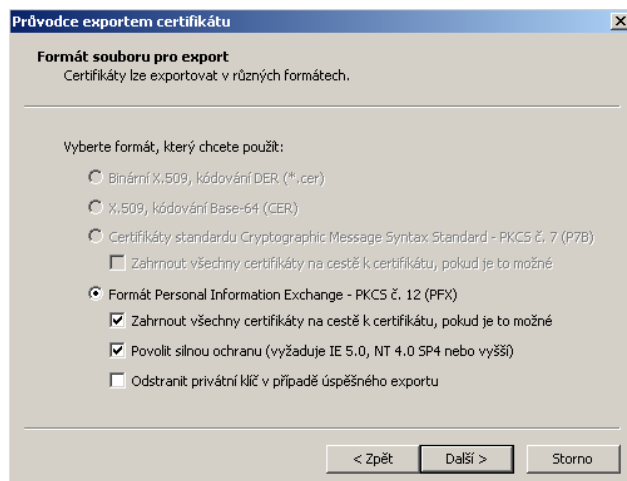 Průvodce exportem certifikátu
Formát souboru pro export
Certifikáty lze exportovat v různých formátech.
Vyberte formát, který chcete použít:
Binární X.509, kódování DER (*.cer)
X.509, kódování Base-64 (CER)
Certifikáty standardu Cryptographic Message Syntax Standard - PKCS č. 7 (P7B)
Zahrnout všechny certifikáty na cestě k certifikátu, pokud je to možné
Formát Personal Information Exchange - PKCS č. 12 (PFX)
Zahrnout všechny certifikáty na cestě k certifikátu, pokud je to možné
Povolit silnou ochranu (vyžaduje IE 5.0, NT 4.0 SP4 nebo vyšší)
Odstranit privátní klíč v případě úspěšného exportu
< Zpět Další > Storno